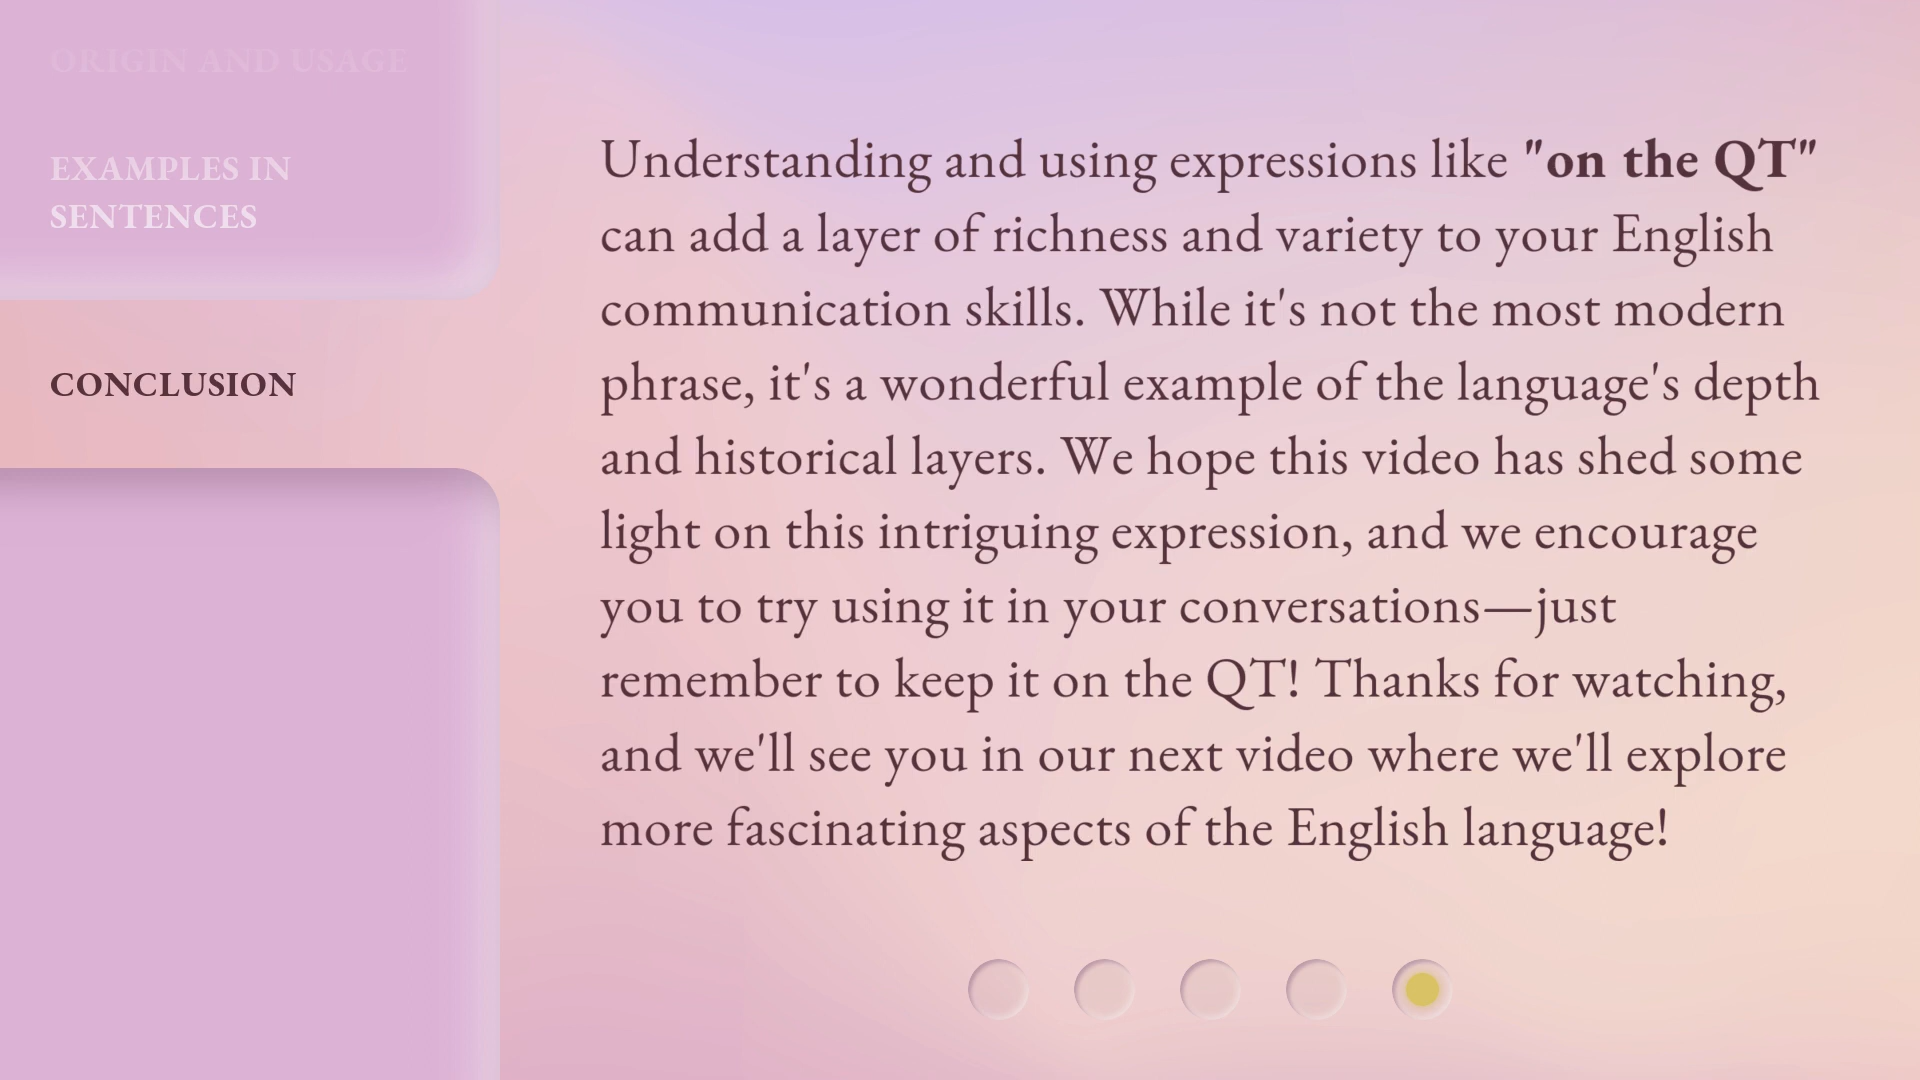 ORIGIN AND USAGE
EXAMPLES IN
SENTENCES
CONCLUSION
Understanding and using expressions like "on the QT"
can add a layer of richness and variety to your English
communication skills. While it's not the most modern
phrase, it's a wonderful example of the language's depth
and historical layers. We hope this video has shed some
light on this intriguing expression, and we encourage
you to try using it in your conversations—just
remember to keep it on the QT! Thanks for watching,
and we'll see you in our next video where we'll explore
more fascinating aspects of the English language!